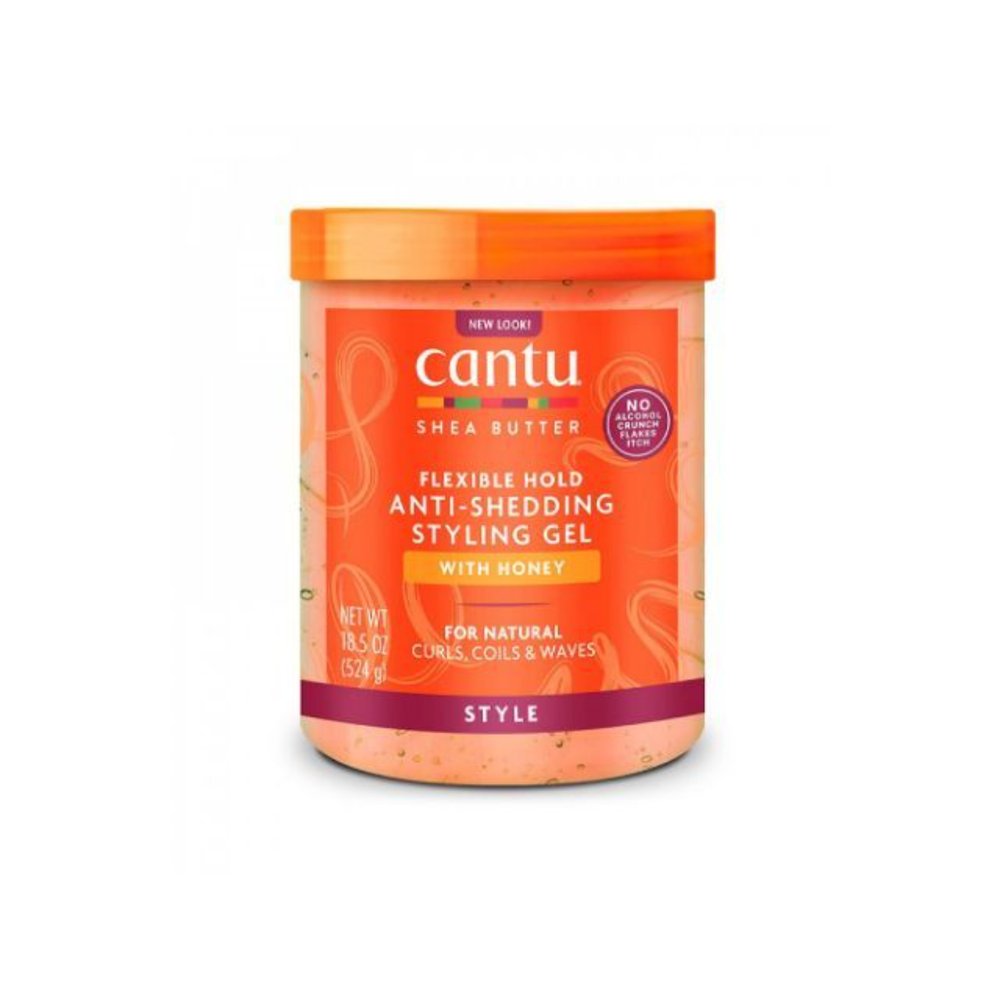 NEW LOOK!
cantu
SHEA BUTTER
NO
ALCOHOL
CRUNCH
FLAKES
ITCH
FLEXIBLE HOLD
ANTI-SHEDDING
STYLING GEL
WITH HONEY
FOR NATURAL
CURLS, COILS & WAVES
NET WT
18.5 OZ
(524 g)
STYLE